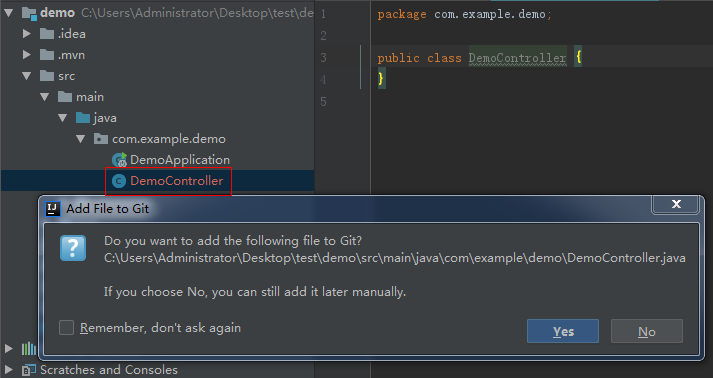 demo C:\Users\Administrator\Desktop\test\de
.idea
.mvn
src
main
java
com.example.demo
DemoApplication
DemoController
1 package com.example.demo;
2
3 public class DemoController {
4 }
5
Add File to Git
Do you want to add the following file to Git?
C:\Users\Administrator\Desktop\test\demo\src\main\java\com\example\demo\DemoController.java
If you choose No, you can still add it later manually.
Remember, don't ask again
Yes
No
Scratches and Consoles